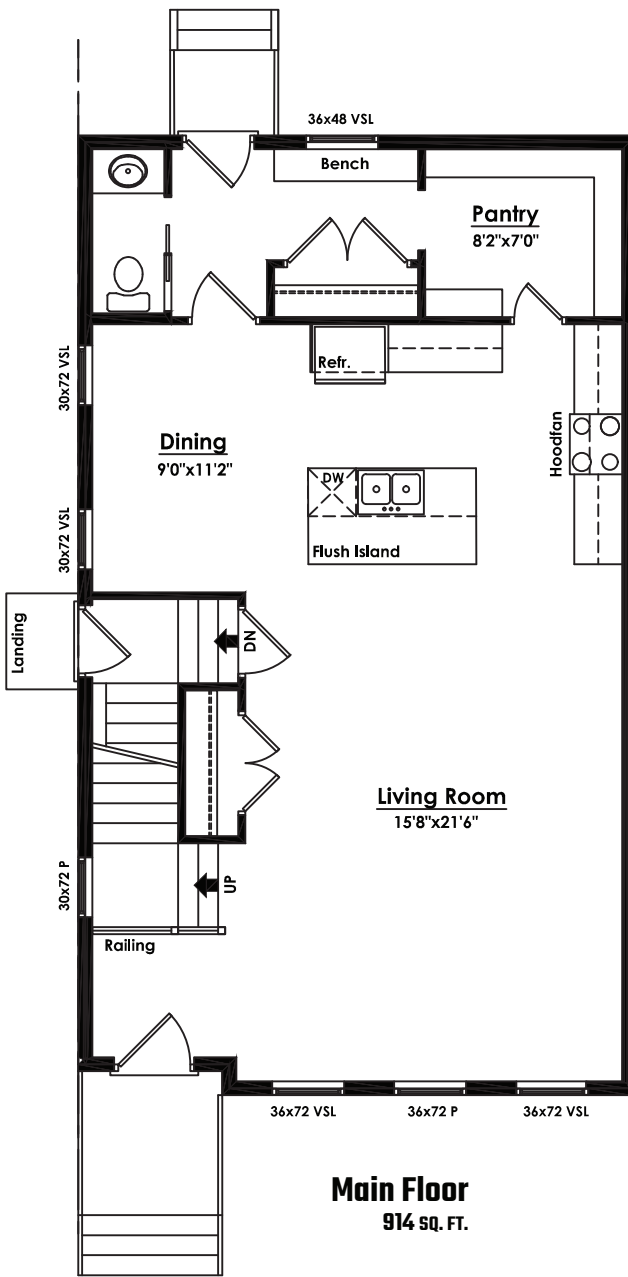 36x48 VSL
Bench
Pantry
8'2"x7'0"
30x72 VSL
Refr.
Dining
9'0"x11'2"
Hoodfan
DW
30x72 VSL
Flush Island
Landing
DN
Living Room
15'8"x21'6"
30x72 P
UP
Railing
36x72 VSL
36x72 P
36x72 VSL
Main Floor
914 SQ. FT.